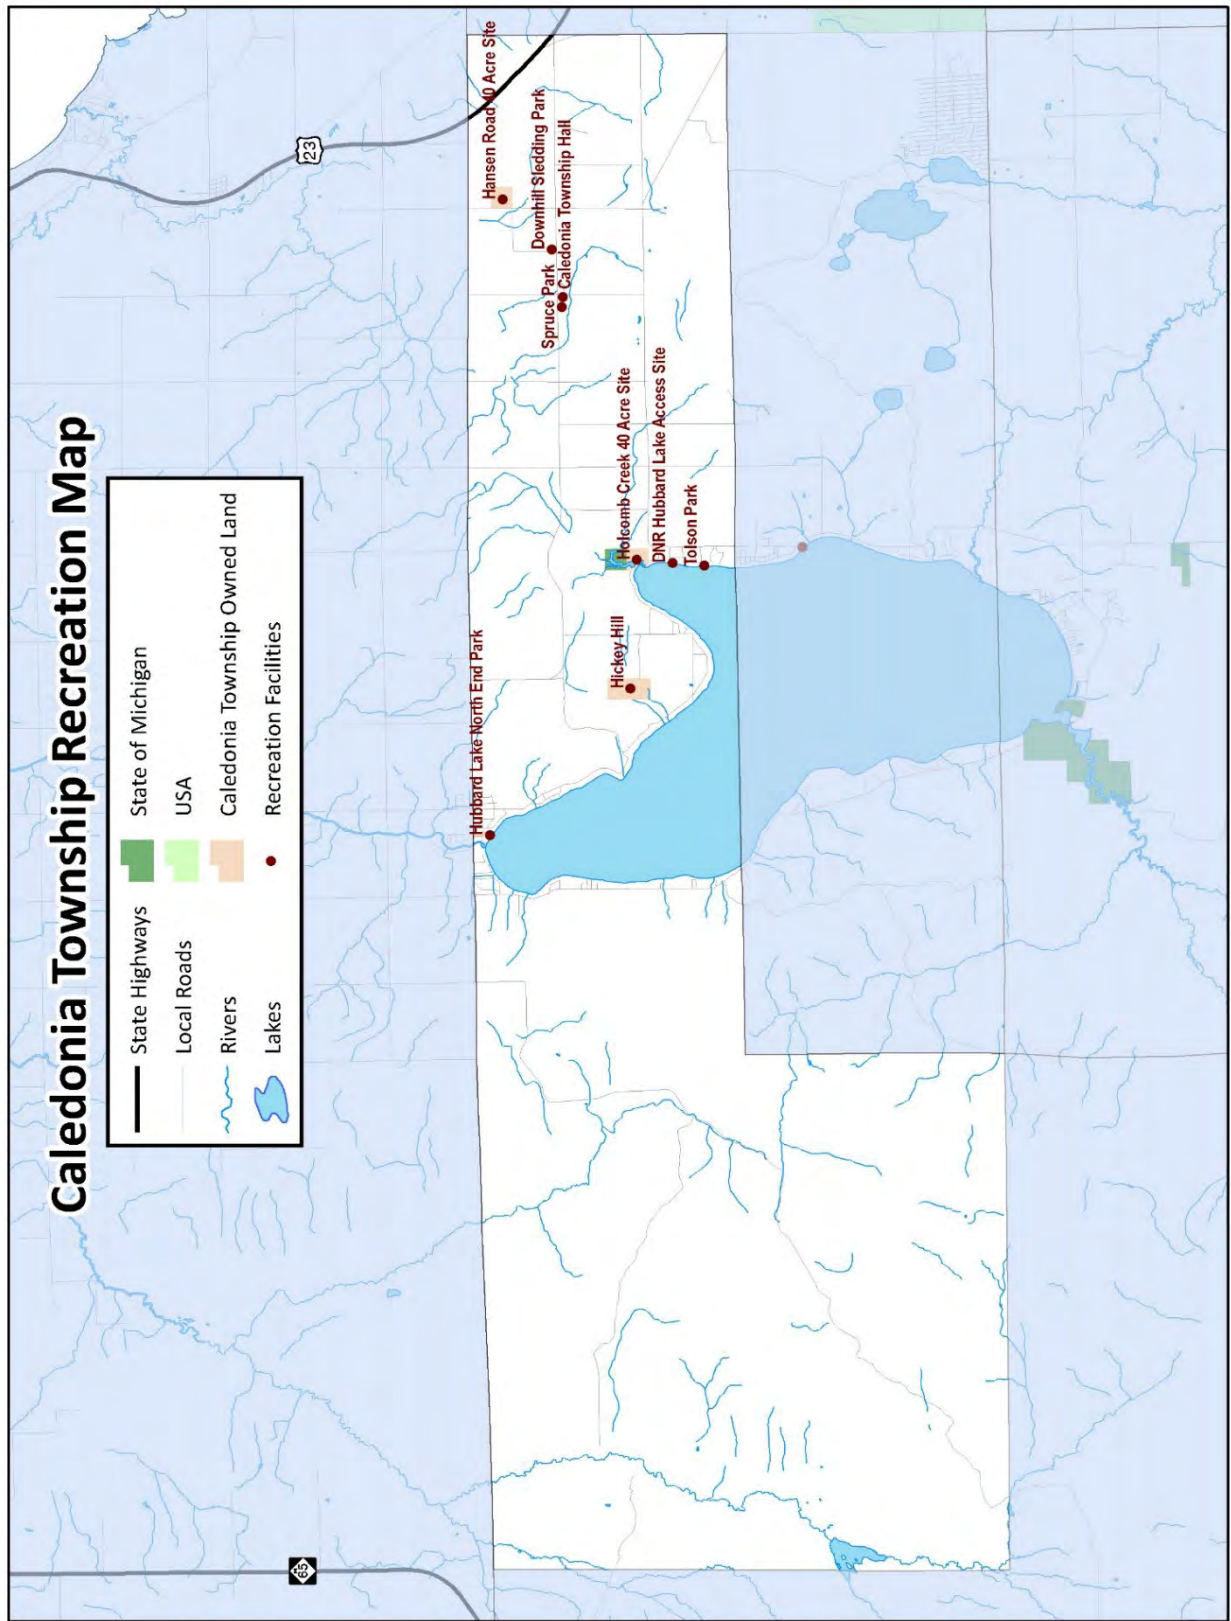 Caledonia Township Recreation Map
State Highways
Local Roads
Rivers
Lakes
State of Michigan
USA
Caledonia Township Owned Land
Recreation Facilities
65
23
Hubbard Lake North End Park
Hickey Hill
Holcomb Creek 40 Acre Site
DNR Hubbard Lake Access Site
Tolson Park
Spruce Park
Caledonia Township Hall
Downhill Sledding Park
Hansen Road 40 Acre Site